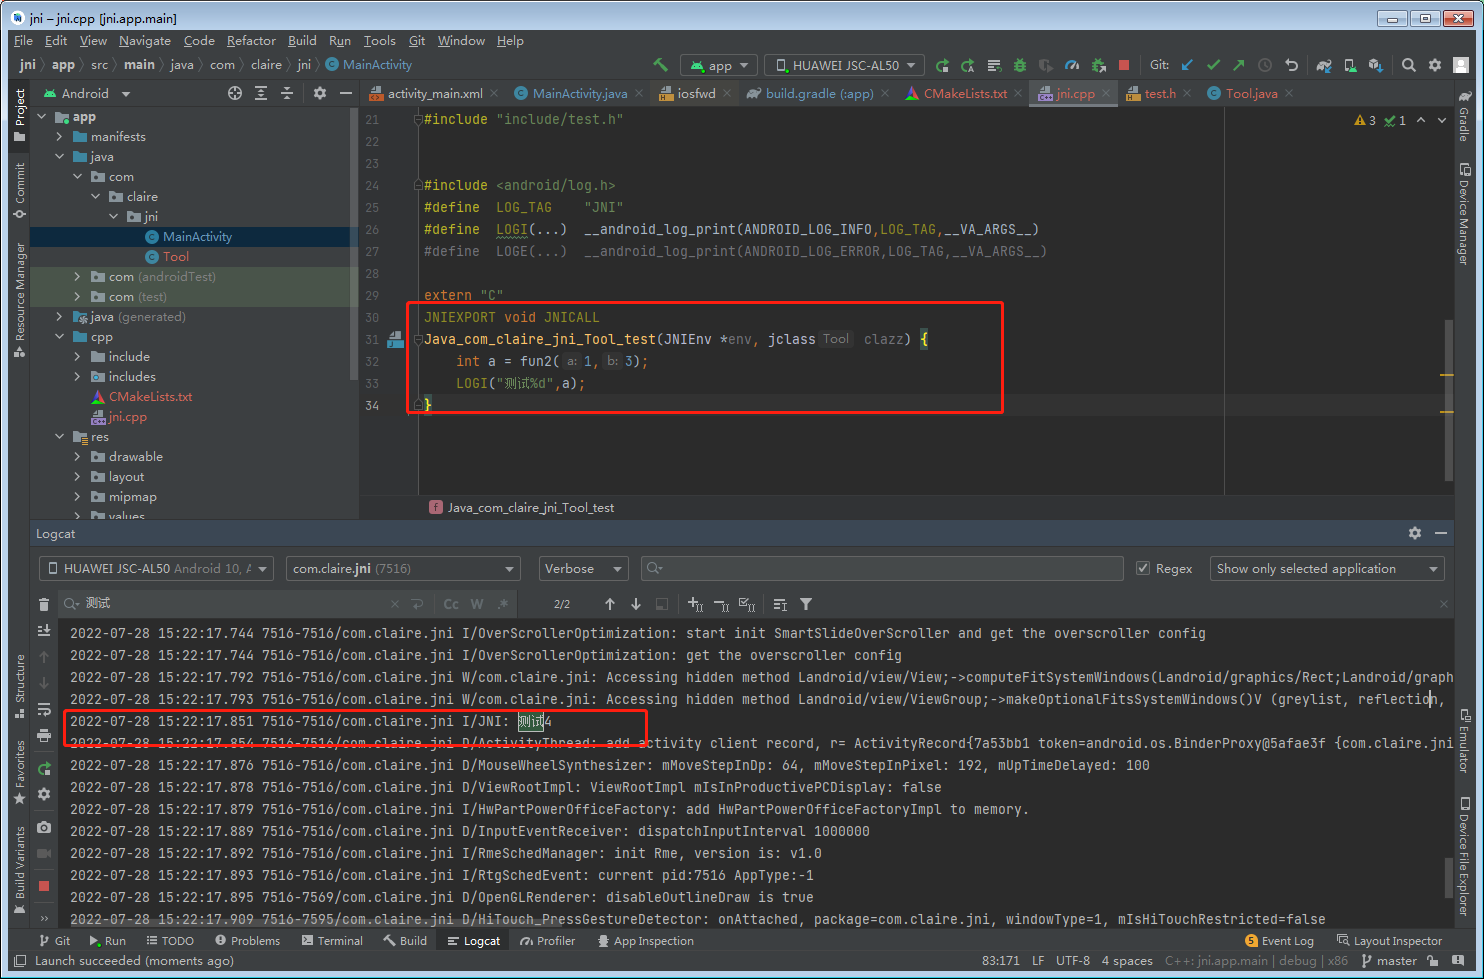 jni – jni.cpp [jni.app.main]
File Edit View Navigate Code Refactor Build Run Tools Git Window Help
jni app src main java com claire jni MainActivity
app HUAWEI JSC-AL50 Git:
Project Android
activity_main.xml MainActivity.java iosfwd build.gradle (:app) CMakeLists.txt jni.cpp test.h Tool.java
Commit
Resource Manager
Structure
Favorites
Build Variants
app
manifests
java
com
claire
jni
MainActivity
Tool
com (androidTest)
com (test)
java (generated)
cpp
include
includes
CMakeLists.txt
jni.cpp
res
drawable
layout
mipmap
values
3 1
21 #include "include/test.h"
22
23
24 #include <android/log.h>
25 #define LOG_TAG "JNI"
26 #define LOGI(...) __android_log_print(ANDROID_LOG_INFO,LOG_TAG,__VA_ARGS__)
27 #define LOGE(...) __android_log_print(ANDROID_LOG_ERROR,LOG_TAG,__VA_ARGS__)
28
29 extern "C"
30 JNIEXPORT void JNICALL
31 Java_com_claire_jni_Tool_test(JNIEnv *env, jclass Tool clazz) {
32 int a = fun2( a: 1, b: 3);
33 LOGI("测试%d",a);
34 }
Java_com_claire_jni_Tool_test
Gradle
Device Manager
Emulator
Device File Explorer
Logcat
HUAWEI JSC-AL50 Android 10, A com.claire.jni (7516) Verbose Regex Show only selected application
测试 Cc W .* 2/2
2022-07-28 15:22:17.744 7516-7516/com.claire.jni I/OverScrollerOptimization: start init SmartSlideOverScroller and get the overscroller config
2022-07-28 15:22:17.744 7516-7516/com.claire.jni I/OverScrollerOptimization: get the overscroller config
2022-07-28 15:22:17.792 7516-7516/com.claire.jni W/com.claire.jni: Accessing hidden method Landroid/view/View;->computeFitSystemWindows(Landroid/graphics/Rect;Landroid/graph
2022-07-28 15:22:17.793 7516-7516/com.claire.jni W/com.claire.jni: Accessing hidden method Landroid/view/ViewGroup;->makeOptionalFitsSystemWindows()V (greylist, reflection,
2022-07-28 15:22:17.851 7516-7516/com.claire.jni I/JNI: 测试4
2022-07-28 15:22:17.854 7516-7516/com.claire.jni D/ActivityThread: add activity client record, r= ActivityRecord{7a53bb1 token=android.os.BinderProxy@5afae3f {com.claire.jni
2022-07-28 15:22:17.876 7516-7516/com.claire.jni D/MouseWheelSynthesizer: mMoveStepInDp: 64, mMoveStepInPixel: 192, mUpTimeDelayed: 100
2022-07-28 15:22:17.878 7516-7516/com.claire.jni D/ViewRootImpl: ViewRootImpl mIsInProductivePCDisplay: false
2022-07-28 15:22:17.879 7516-7516/com.claire.jni I/HwPartPowerOfficeFactory: add HwPartPowerOfficeFactoryImpl to memory.
2022-07-28 15:22:17.889 7516-7516/com.claire.jni D/InputEventReceiver: dispatchInputInterval 1000000
2022-07-28 15:22:17.892 7516-7516/com.claire.jni I/RmeSchedManager: init Rme, version is: v1.0
2022-07-28 15:22:17.893 7516-7516/com.claire.jni I/RtgSchedEvent: current pid:7516 AppType:-1
2022-07-28 15:22:17.895 7516-7569/com.claire.jni D/OpenGLRenderer: disableOutlineDraw is true
2022-07-28 15:22:17.909 7516-7595/com.claire.jni D/HiTouch_PressGestureDetector: onAttached, package=com.claire.jni, windowType=1, mIsHiTouchRestricted=false
Git Run TODO Problems Terminal Build Logcat Profiler App Inspection 5 Event Log Layout Inspector
Launch succeeded (moments ago) 83:171 LF UTF-8 4 spaces C++: jni.app.main | debug | x86 master